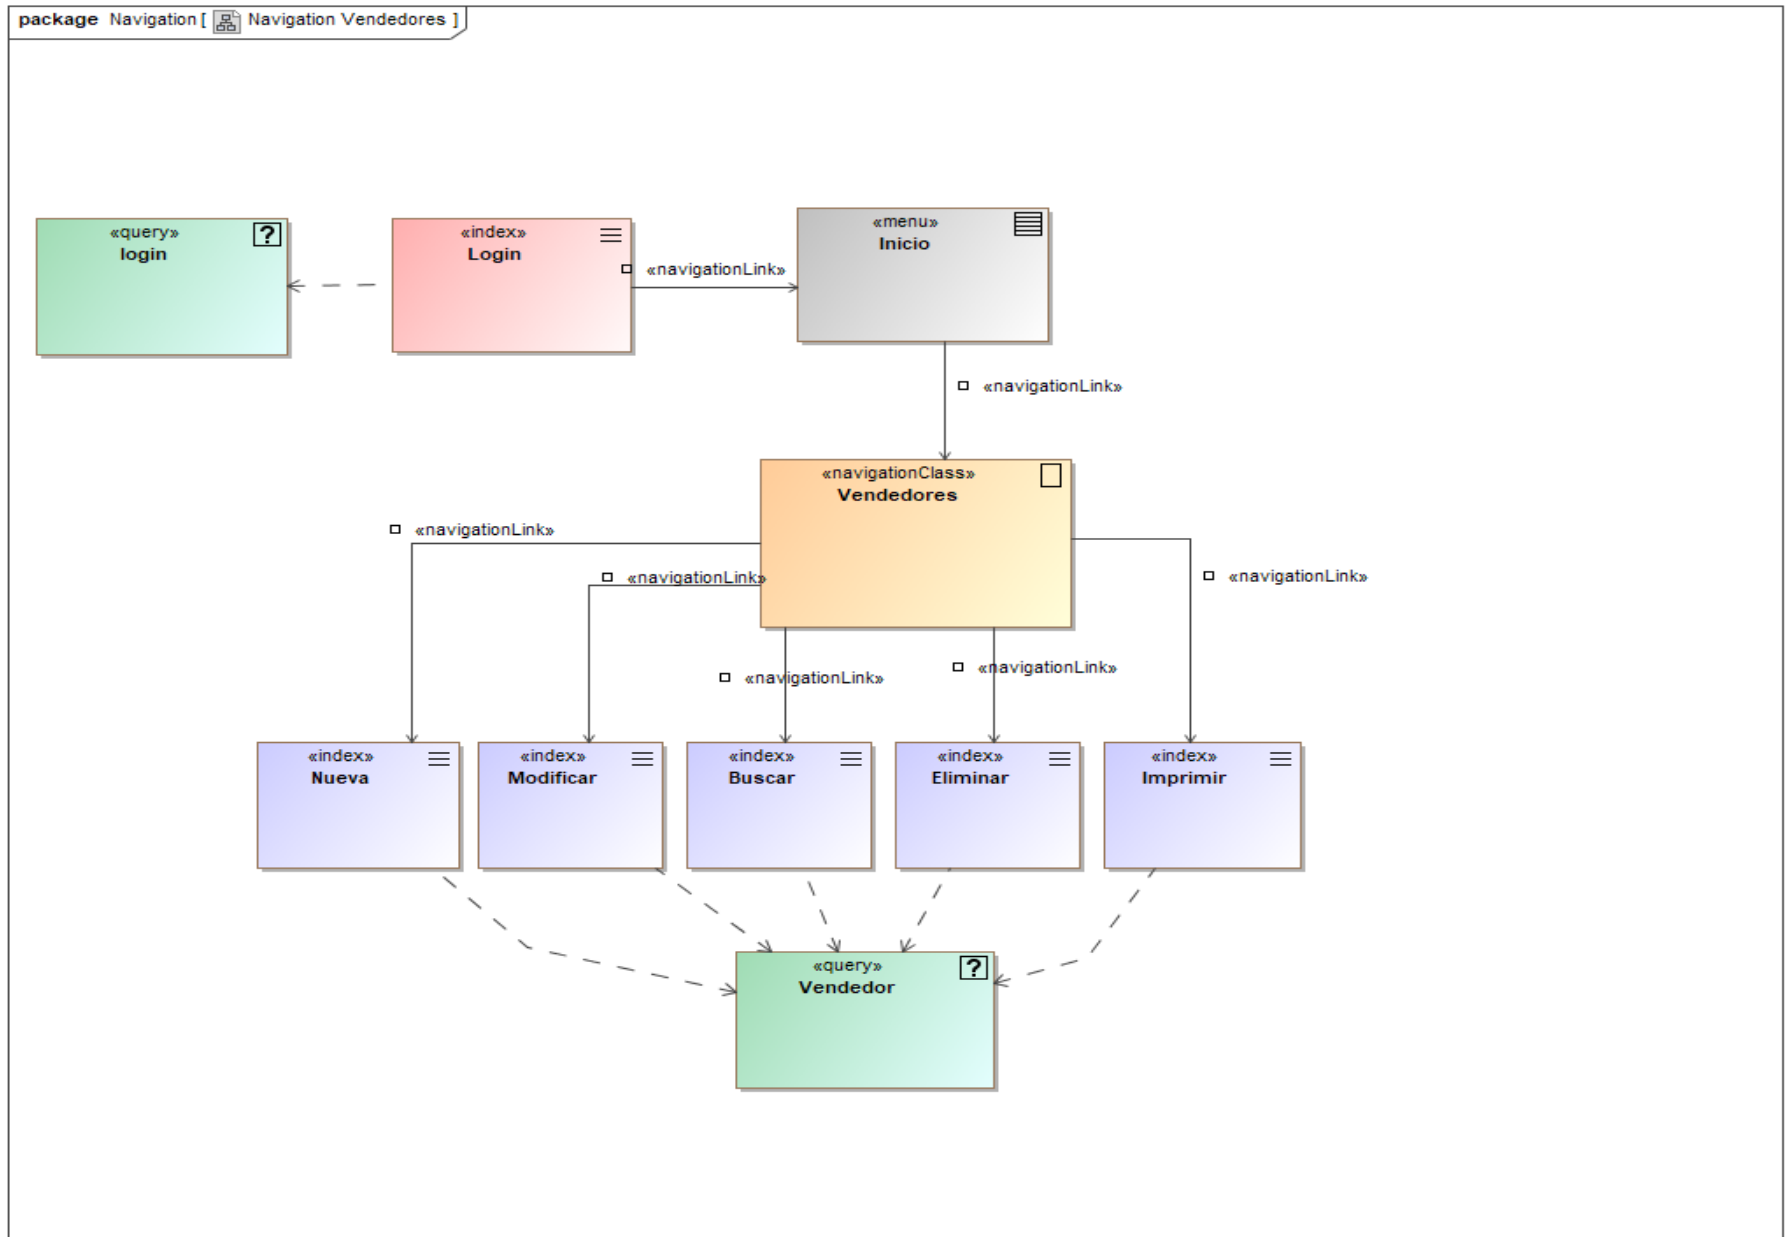 package Navigation [ Navigation Vendedores ]
«query»
login
?
«index»
Login
«navigationLink»
«menu»
Inicio
«navigationLink»
«navigationClass»
Vendedores
«navigationLink»
«navigationLink»
«navigationLink»
«navigationLink»
«navigationLink»
«index»
Nueva
«index»
Modificar
«index»
Buscar
«index»
Eliminar
«index»
Imprimir
«query»
Vendedor
?